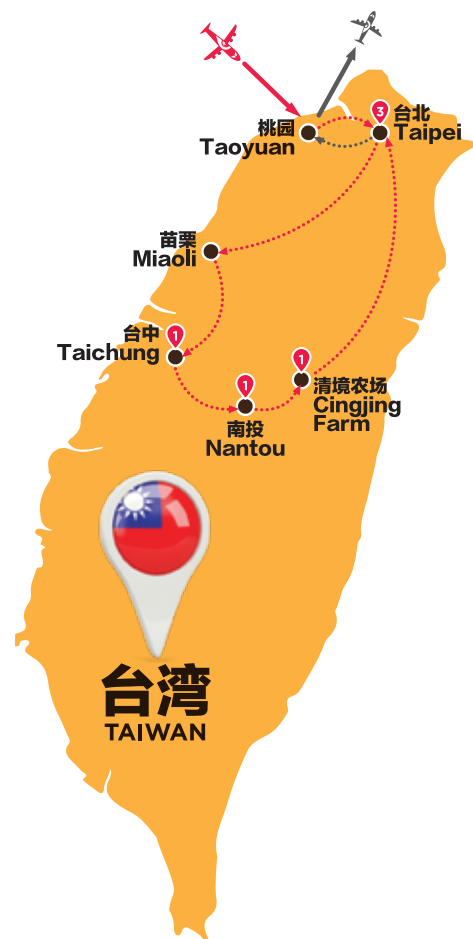 3
台北
Taipei
桃园
Taoyuan
苗栗
Miaoli
台中
Taichung
1
1
1
清境农场
Cingjing
Farm
南投
Nantou
台湾
TAIWAN